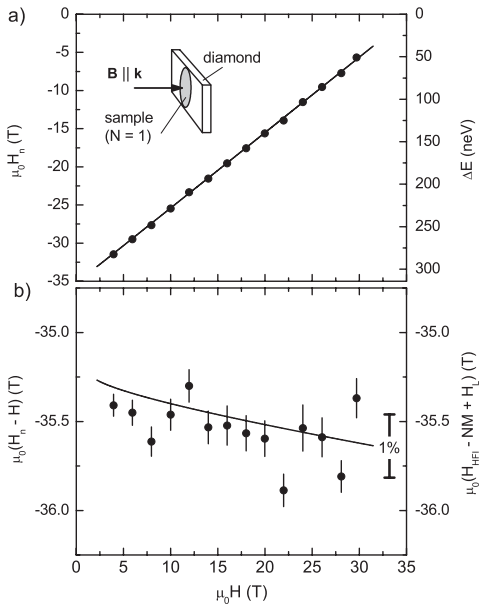 a)
0
-5
-10
-15
-20
-25
-30
-35
μ₀Hₙ (T)
B || k
diamond
sample
(N = 1)
0
50
100
150
200
250
300
ΔE (neV)
b)
-35.0
-35.5
-36.0
μ₀(Hₙ - H) (T)
1%
-35.0
-35.5
-36.0
μ₀(H_HFI - NM + H_L) (T)
0 5 10 15 20 25 30 35
μ₀H (T)